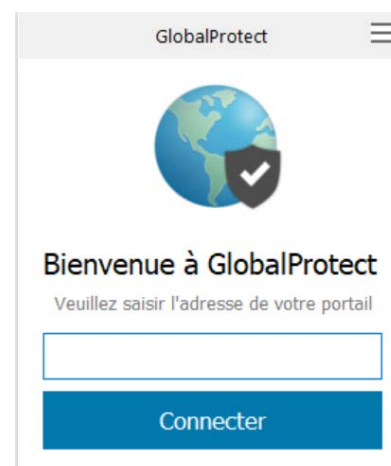 GlobalProtect
Bienvenue à GlobalProtect
Veuillez saisir l'adresse de votre portail
Connecter